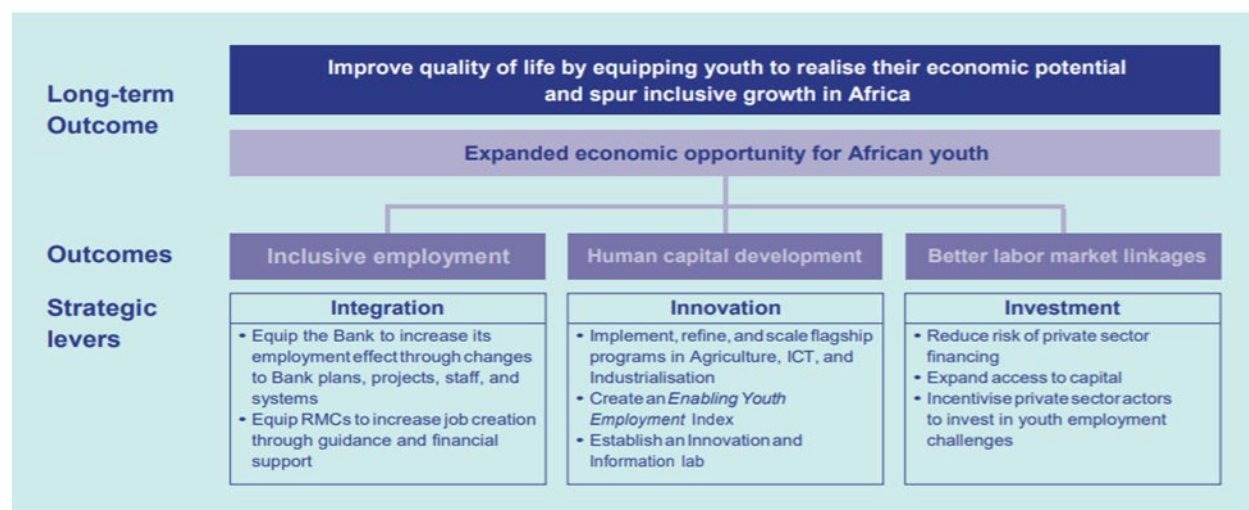 Long-term
Outcome
Improve quality of life by equipping youth to realise their economic potential
and spur inclusive growth in Africa
Expanded economic opportunity for African youth
Outcomes
Inclusive employment
Human capital development
Better labor market linkages
Strategic
levers
Integration
• Equip the Bank to increase its
employment effect through changes
to Bank plans, projects, staff, and
systems
• Equip RMCs to increase job creation
through guidance and financial
support
Innovation
• Implement, refine, and scale flagship
programs in Agriculture, ICT, and
Industrialisation
• Create an Enabling Youth
Employment Index
• Establish an Innovation and
Information lab
Investment
• Reduce risk of private sector
financing
• Expand access to capital
• Incentivise private sector actors
to invest in youth employment
challenges